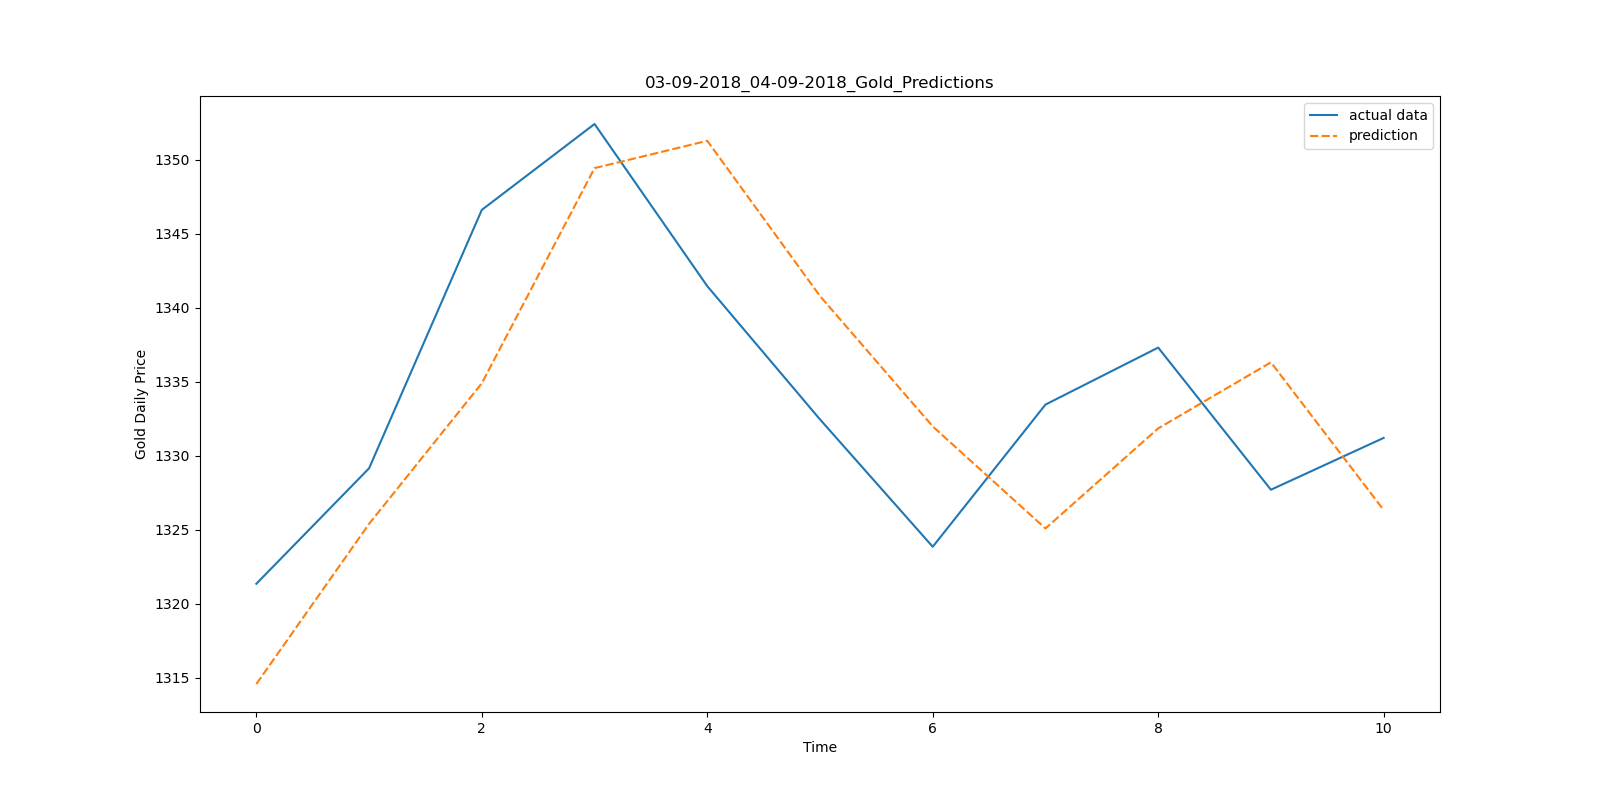 03-09-2018_04-09-2018_Gold_Predictions
actual data
prediction
1350
1345
1340
1335
1330
1325
1320
1315
Gold Daily Price
0 2 4 6 8 10
Time